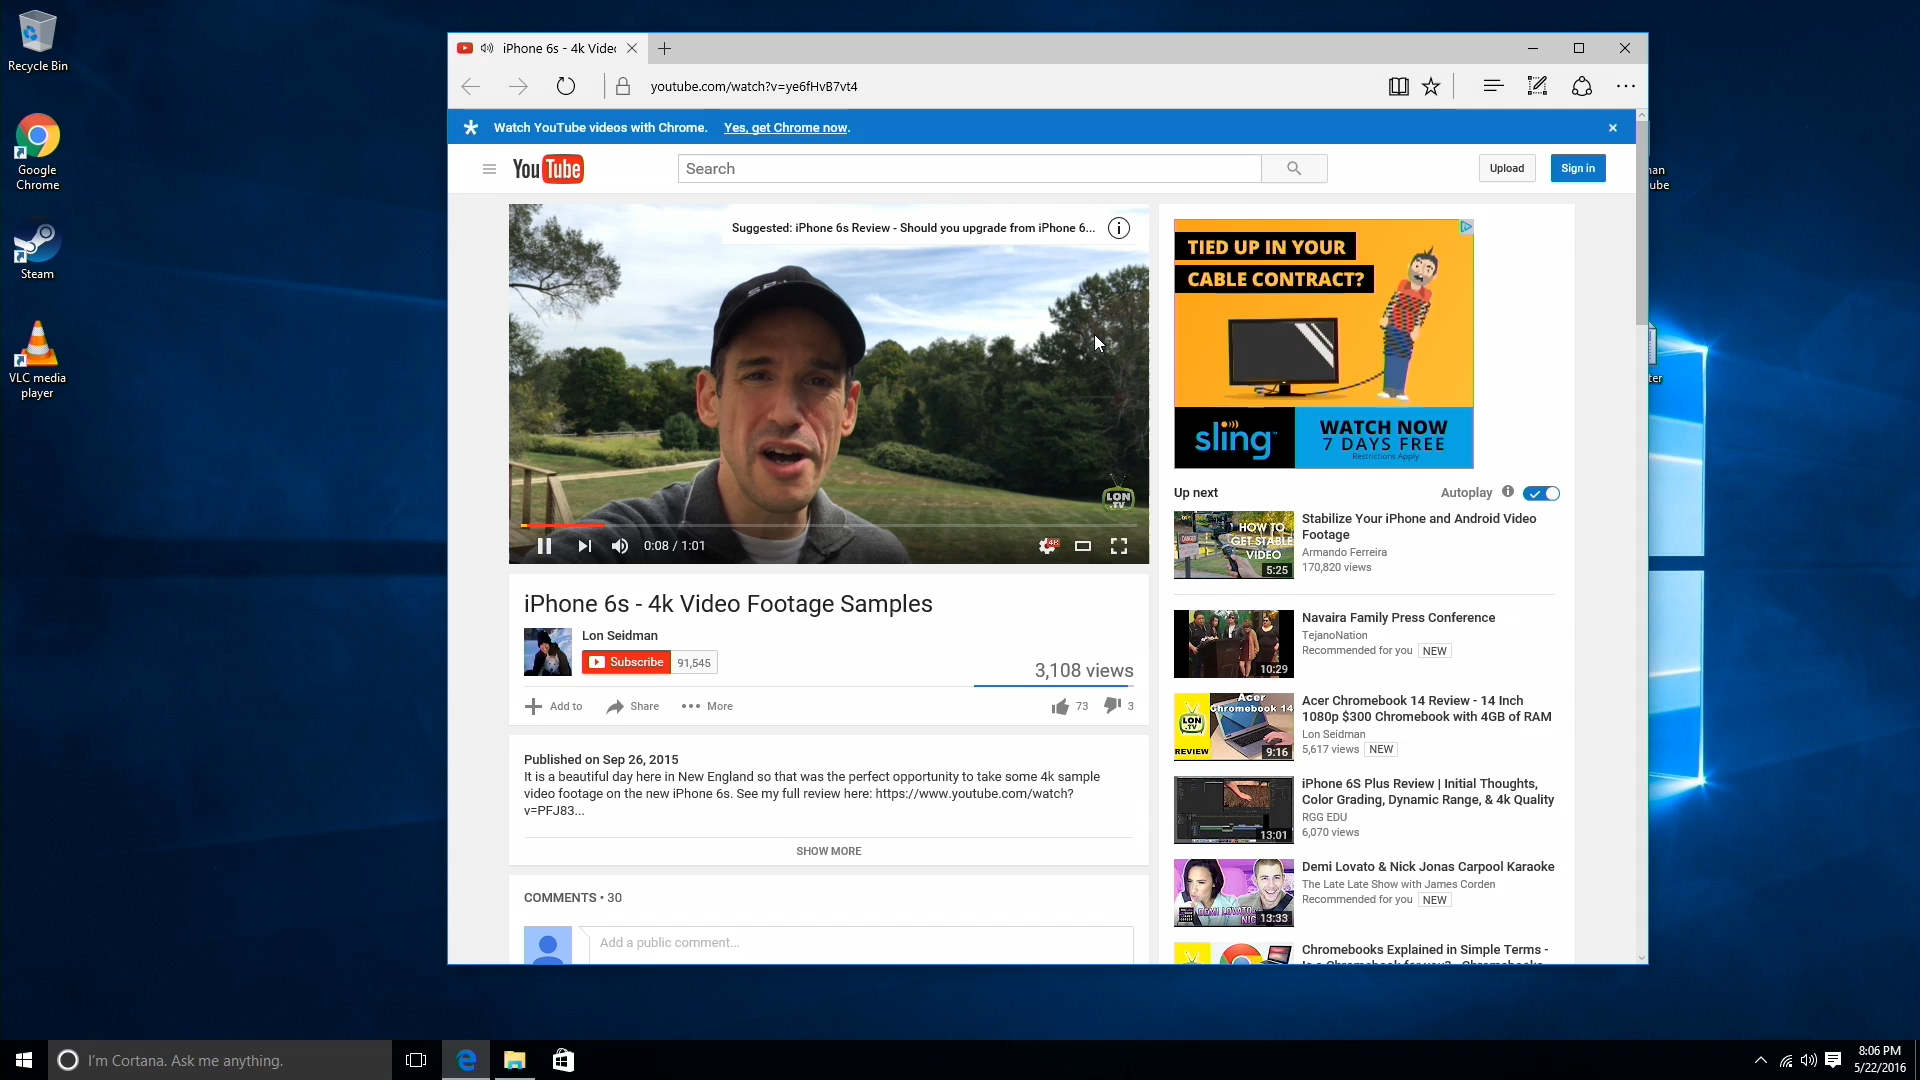 Recycle Bin
Google
Chrome
Steam
VLC media
player
iPhone 6s - 4k Vide
youtube.com/watch?v=ye6fHvB7vt4
Watch YouTube videos with Chrome. Yes, get Chrome now.
YouTube
Search
Upload
Sign in
Suggested: iPhone 6s Review - Should you upgrade from iPhone 6...
LON
.TV
0:08 / 1:01
4K
iPhone 6s - 4k Video Footage Samples
Lon Seidman
Subscribe 91,545
3,108 views
Add to
Share
More
73
3
Published on Sep 26, 2015
It is a beautiful day here in New England so that was the perfect opportunity to take some 4k sample
video footage on the new iPhone 6s. See my full review here: https://www.youtube.com/watch?
v=PFJ83...
SHOW MORE
COMMENTS • 30
Add a public comment...
TIED UP IN YOUR
CABLE CONTRACT?
sling
WATCH NOW
7 DAYS FREE
Restrictions Apply
Up next
Autoplay
HOW TO
GET STABLE
VIDEO
DANGER
5:25
Stabilize Your iPhone and Android Video
Footage
Armando Ferreira
170,820 views
10:29
Navaira Family Press Conference
TejanoNation
Recommended for you NEW
Acer
Chromebook 14
LON
.TV
REVIEW
9:16
Acer Chromebook 14 Review - 14 Inch
1080p $300 Chromebook with 4GB of RAM
Lon Seidman
5,617 views NEW
13:01
iPhone 6S Plus Review | Initial Thoughts,
Color Grading, Dynamic Range, & 4k Quality
RGG EDU
6,070 views
DEMI LOVATO
NIC
13:33
Demi Lovato & Nick Jonas Carpool Karaoke
The Late Late Show with James Corden
Recommended for you NEW
Chromebooks Explained in Simple Terms -
nan
ube
ter
I'm Cortana. Ask me anything.
8:06 PM
5/22/2016